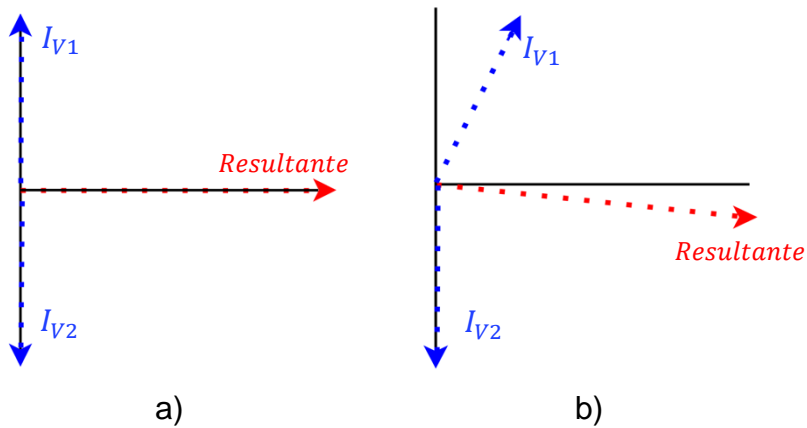 I_{V1}
Resultante
I_{V2}
a)
I_{V1}
Resultante
I_{V2}
b)